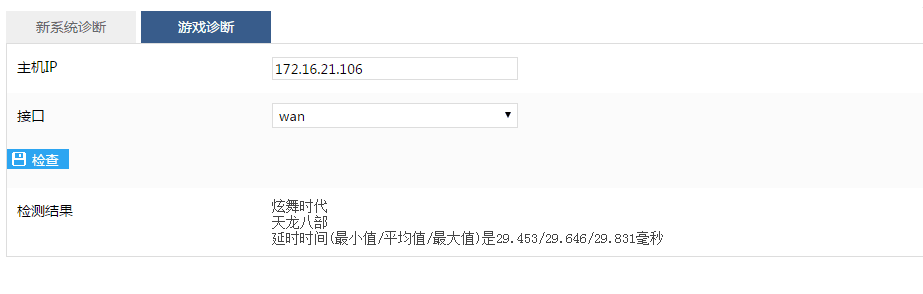 新系统诊断
游戏诊断
主机IP
172.16.21.106
接口
wan
检查
检测结果
炫舞时代
天龙八部
延时时间(最小值/平均值/最大值)是29.453/29.646/29.831毫秒